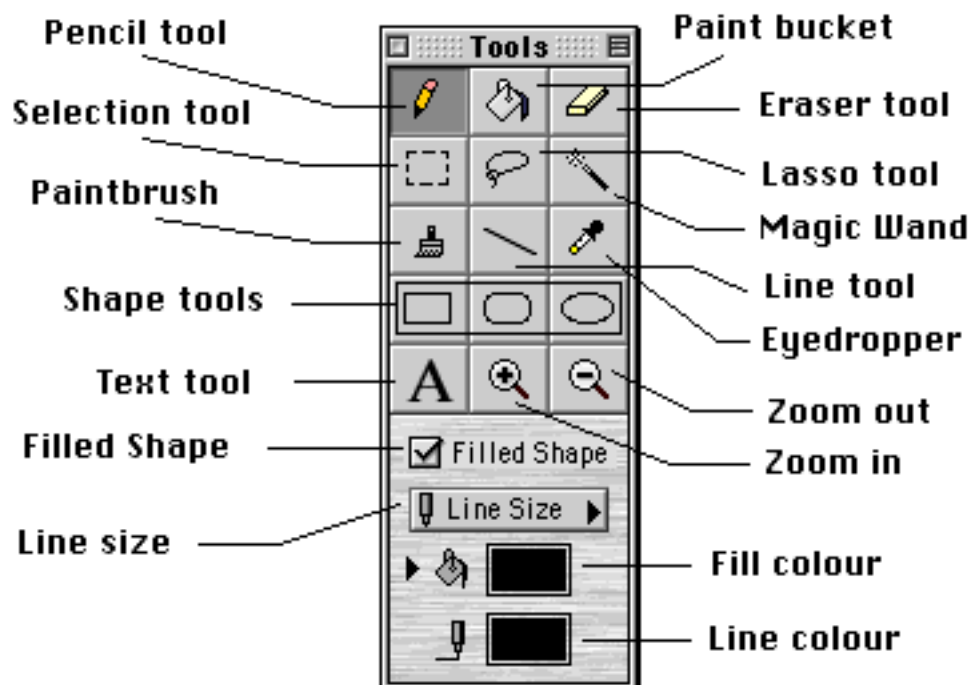 Pencil tool
Tools
Paint bucket
Selection tool
Eraser tool
Paintbrush
Lasso tool
Magic Wand
Shape tools
Line tool
Eyedropper
Text tool
A
Zoom out
Filled Shape
Filled Shape
Zoom in
Line size
Line Size
Fill colour
Line colour